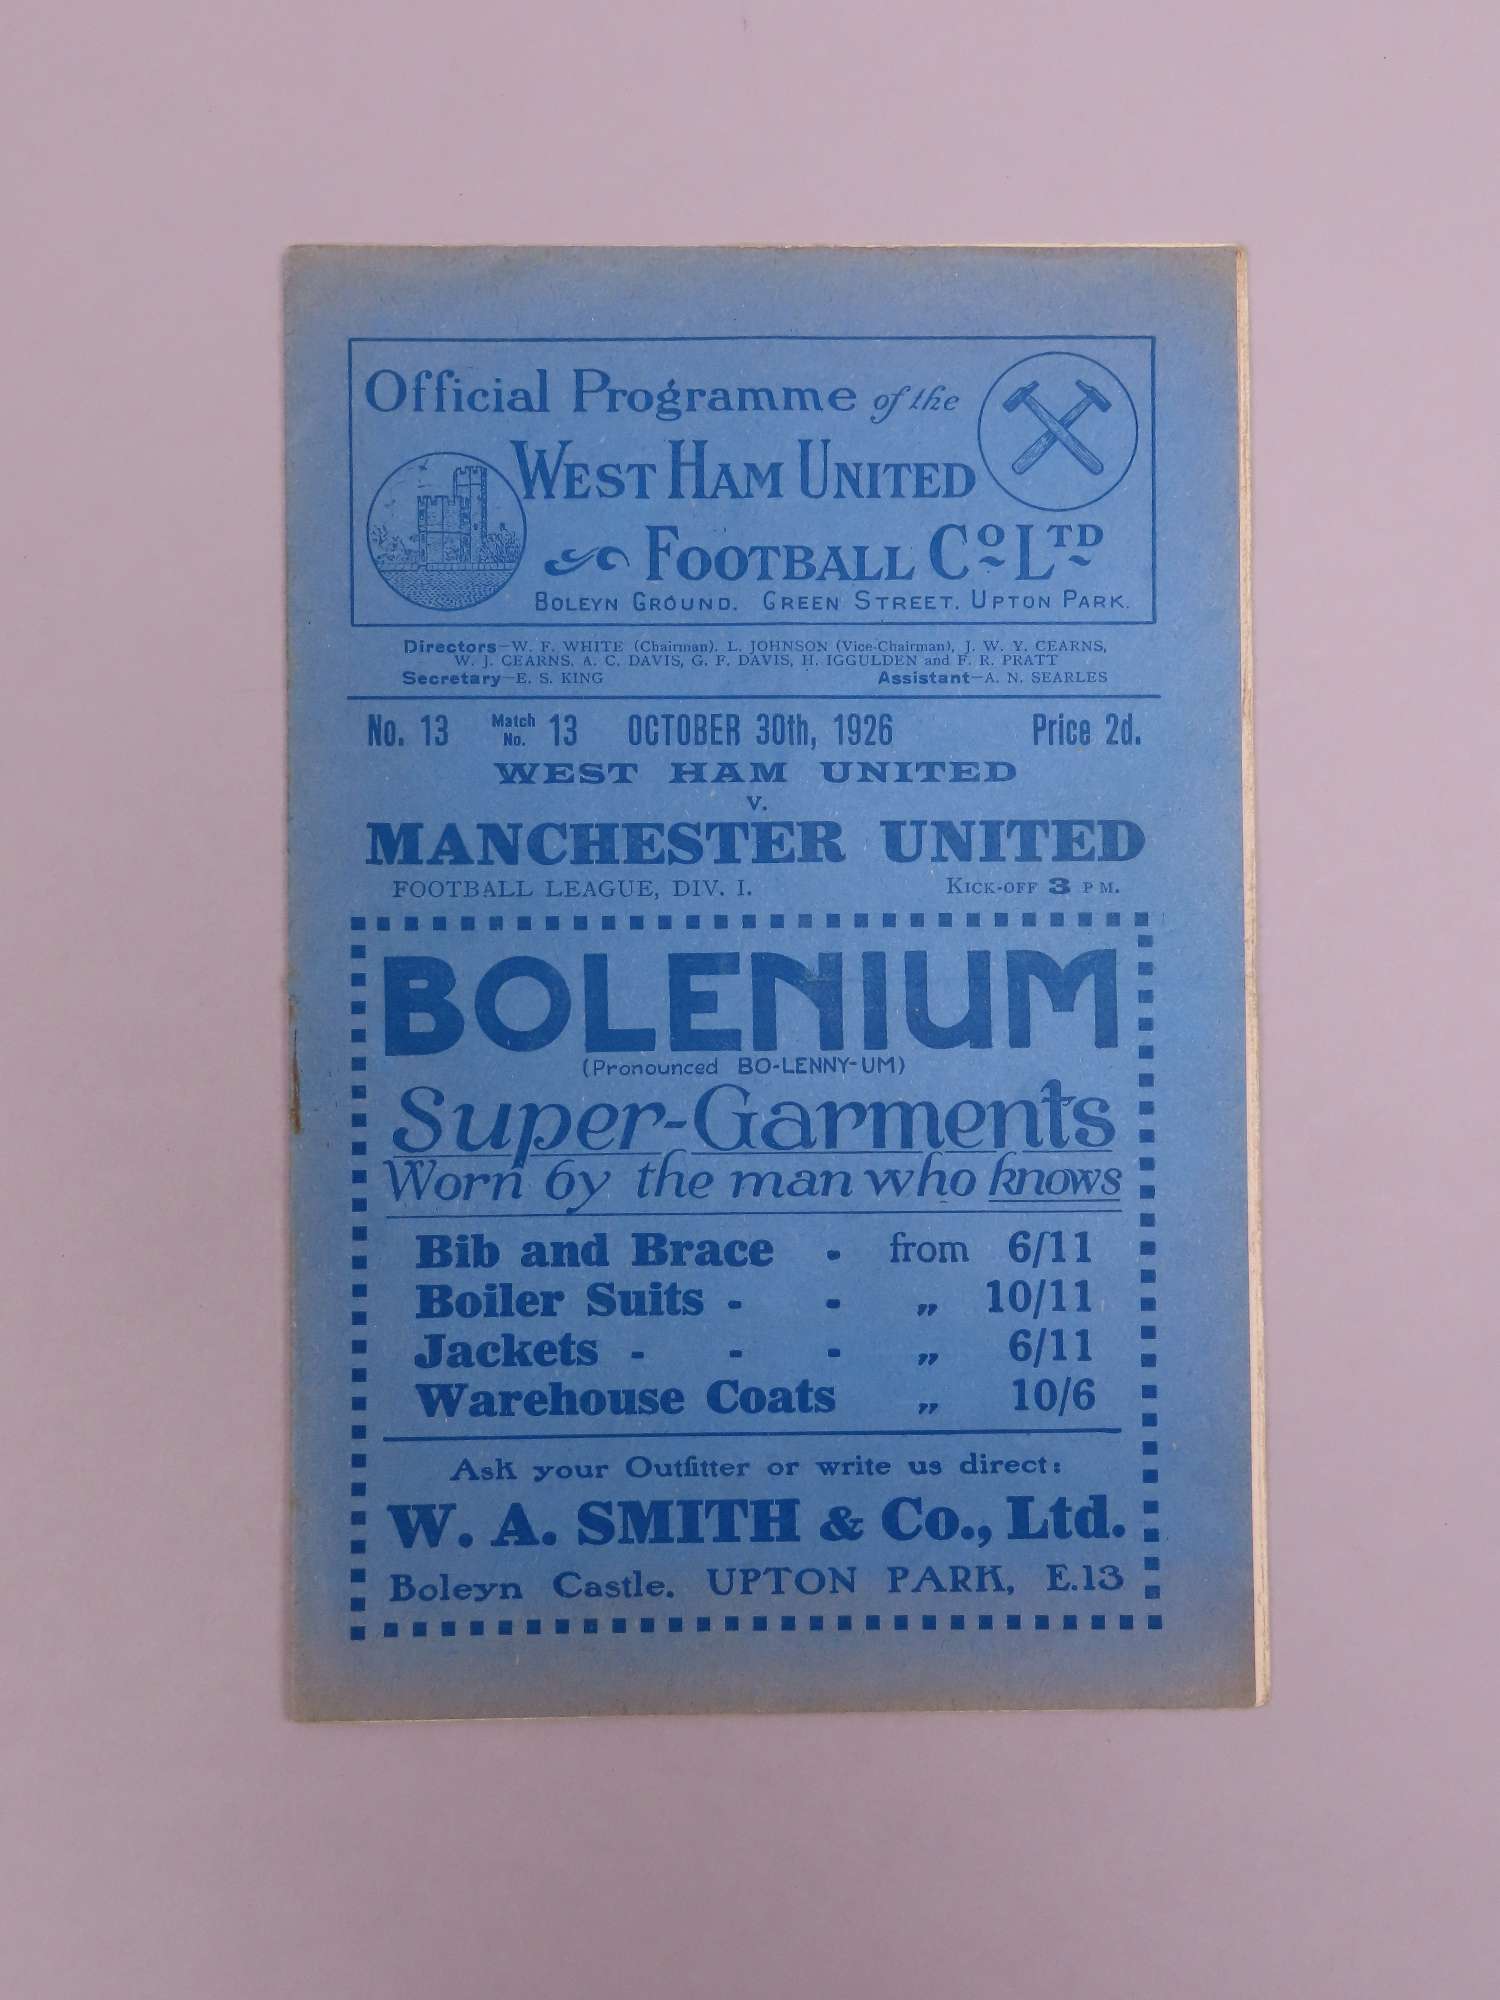 Official Programme of the
WEST HAM UNITED
FOOTBALL Co LTD
BOLEYN GROUND. GREEN STREET. UPTON PARK.
Directors—W. F. WHITE (Chairman), L. JOHNSON (Vice-Chairman), J. W. Y. CEARNS,
W. J. CEARNS, A. C. DAVIS, G. F. DAVIS, H. IGGULDEN and F. R. PRATT
Secretary—E. S. KING Assistant—A. N. SEARLES
No. 13 Match No. 13 OCTOBER 30th, 1926 Price 2d.
WEST HAM UNITED
v.
MANCHESTER UNITED
FOOTBALL LEAGUE, DIV. I. KICK-OFF 3 P M.
BOLENIUM
(Pronounced BO-LENNY-UM)
Super-Garments
Worn by the man who knows
Bib and Brace - from 6/11
Boiler Suits - - „ 10/11
Jackets - - - „ 6/11
Warehouse Coats „ 10/6
Ask your Outfitter or write us direct:
W. A. SMITH & Co., Ltd.
Boleyn Castle, UPTON PARK, E.13